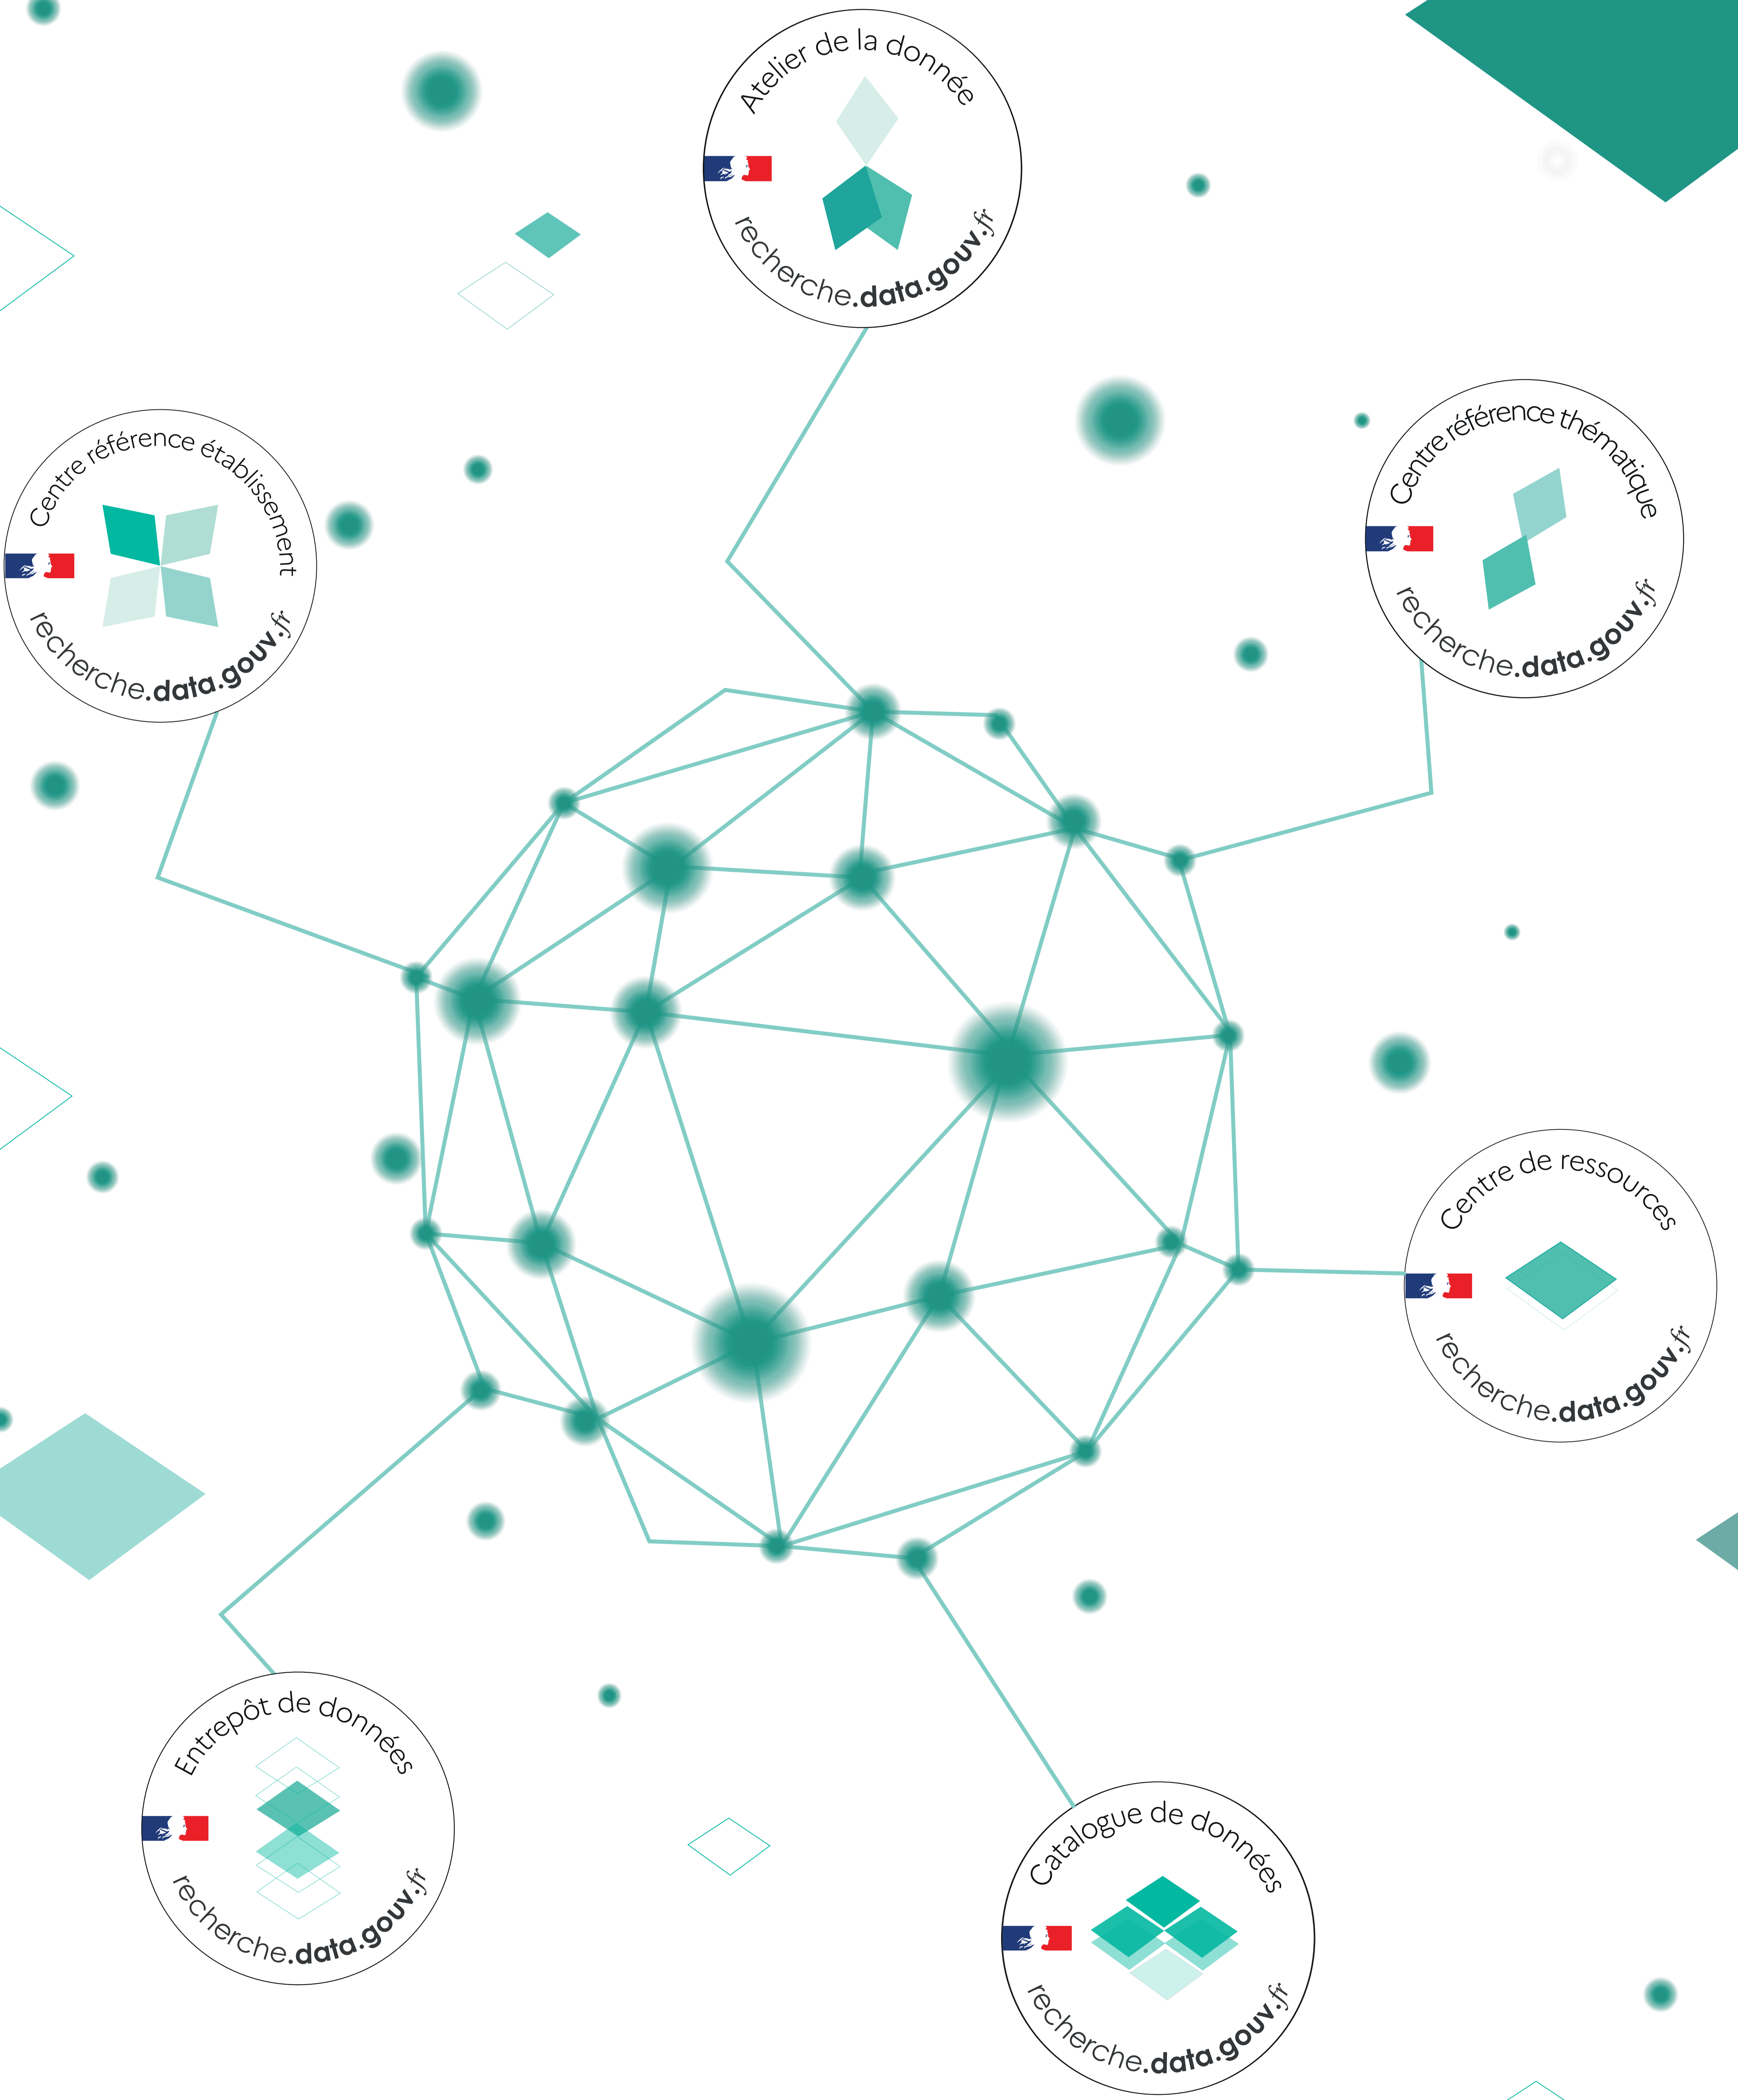 Atelier de la donnée
recherche.data.gouv.fr
Centre référence établissement
recherche.data.gouv.fr
Centre référence thématique
recherche.data.gouv.fr
Centre de ressources
recherche.data.gouv.fr
Entrepôt de données
recherche.data.gouv.fr
Catalogue de données
recherche.data.gouv.fr